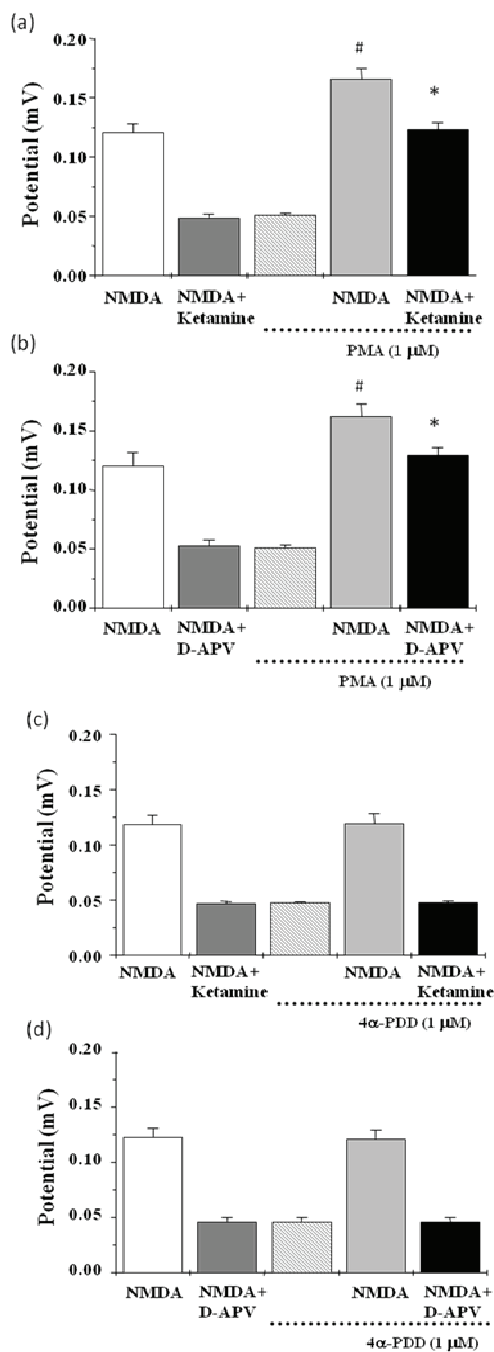 (a)
0.20
0.15
0.10
0.05
0.00
Potential (mV)
#
*
NMDA NMDA+ NMDA NMDA+
Ketamine Ketamine
PMA (1 µM)
(b)
0.20
0.15
0.10
0.05
0.00
Potential (mV)
#
*
NMDA NMDA+ NMDA NMDA+
D-APV D-APV
PMA (1 µM)
(c)
0.20
0.15
0.10
0.05
0.00
Potential (mV)
NMDA NMDA+ NMDA NMDA+
Ketamine Ketamine
4α-PDD (1 µM)
(d)
0.20
0.15
0.10
0.05
0.00
Potential (mV)
NMDA NMDA+ NMDA NMDA+
D-APV D-APV
4α-PDD (1 µM)